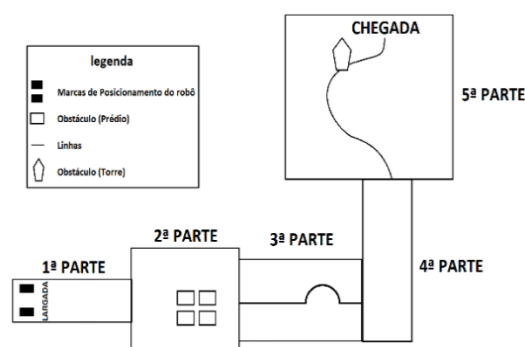 CHEGADA
legenda
Marcas de Posicionamento do robô
Obstáculo (Prédio)
Linhas
Obstáculo (Torre)
5ª PARTE
2ª PARTE
3ª PARTE
1ª PARTE
4ª PARTE
LARGADA